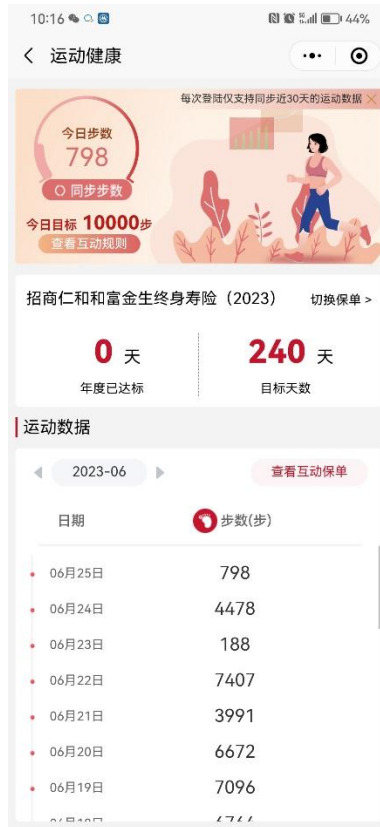 10:16
44%
运动健康
每次登陆仅支持同步近30天的运动数据
今日步数
798
同步步数
今日目标 10000步
查看互动规则
招商仁和和富金生终身寿险（2023） 切换保单 >
0 天 240 天
年度已达标 目标天数
运动数据
2023-06 查看互动保单
日期 步数(步)
06月25日 798
06月24日 4478
06月23日 188
06月22日 7407
06月21日 3991
06月20日 6672
06月19日 7096